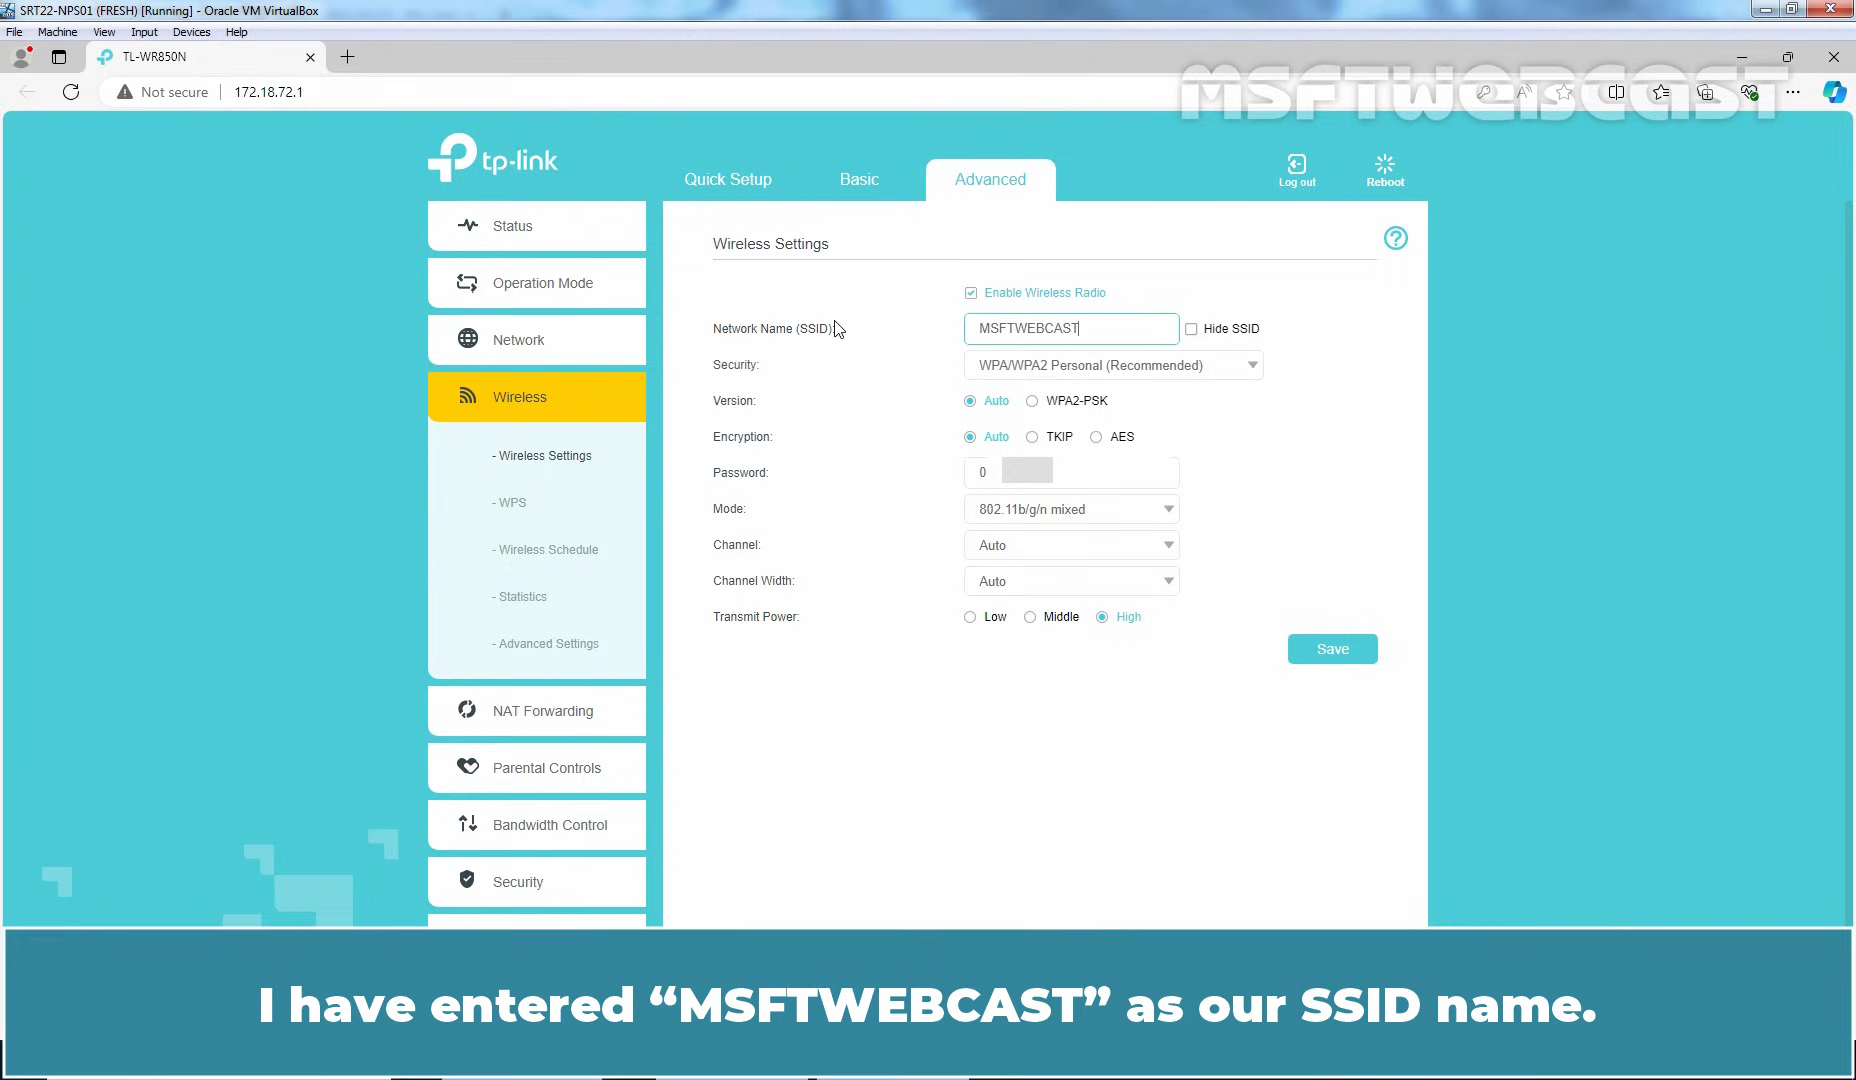 SRT22-NPS01 (FRESH) [Running] - Oracle VM VirtualBox
File Machine View Input Devices Help
TL-WR850N
Not secure 172.18.72.1
MSFTWEBCAST
tp-link
Quick Setup Basic Advanced
Log out Reboot
Status
Operation Mode
Network
Wireless
- Wireless Settings
- WPS
- Wireless Schedule
- Statistics
- Advanced Settings
NAT Forwarding
Parental Controls
Bandwidth Control
Security
Wireless Settings
Enable Wireless Radio
Network Name (SSID): MSFTWEBCAST Hide SSID
Security: WPA/WPA2 Personal (Recommended)
Version: Auto WPA2-PSK
Encryption: Auto TKIP AES
Password: 0
Mode: 802.11b/g/n mixed
Channel: Auto
Channel Width: Auto
Transmit Power: Low Middle High
Save
I have entered “MSFTWEBCAST” as our SSID name.